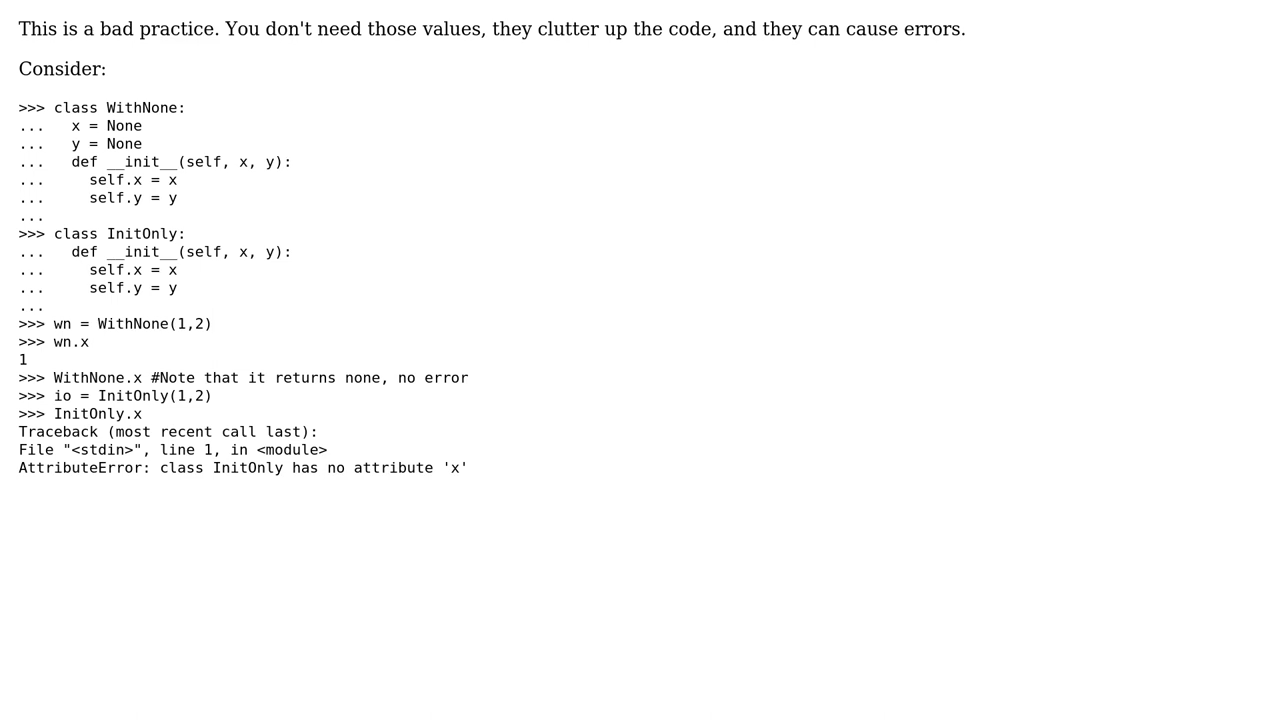 This is a bad practice. You don't need those values, they clutter up the code, and they can cause errors.
Consider:
>>> class WithNone:
...   x = None
...   y = None
...   def __init__(self, x, y):
...     self.x = x
...     self.y = y
...
>>> class InitOnly:
...   def __init__(self, x, y):
...     self.x = x
...     self.y = y
...
>>> wn = WithNone(1,2)
>>> wn.x
1
>>> WithNone.x #Note that it returns none, no error
>>> io = InitOnly(1,2)
>>> InitOnly.x
Traceback (most recent call last):
File "<stdin>", line 1, in <module>
AttributeError: class InitOnly has no attribute 'x'